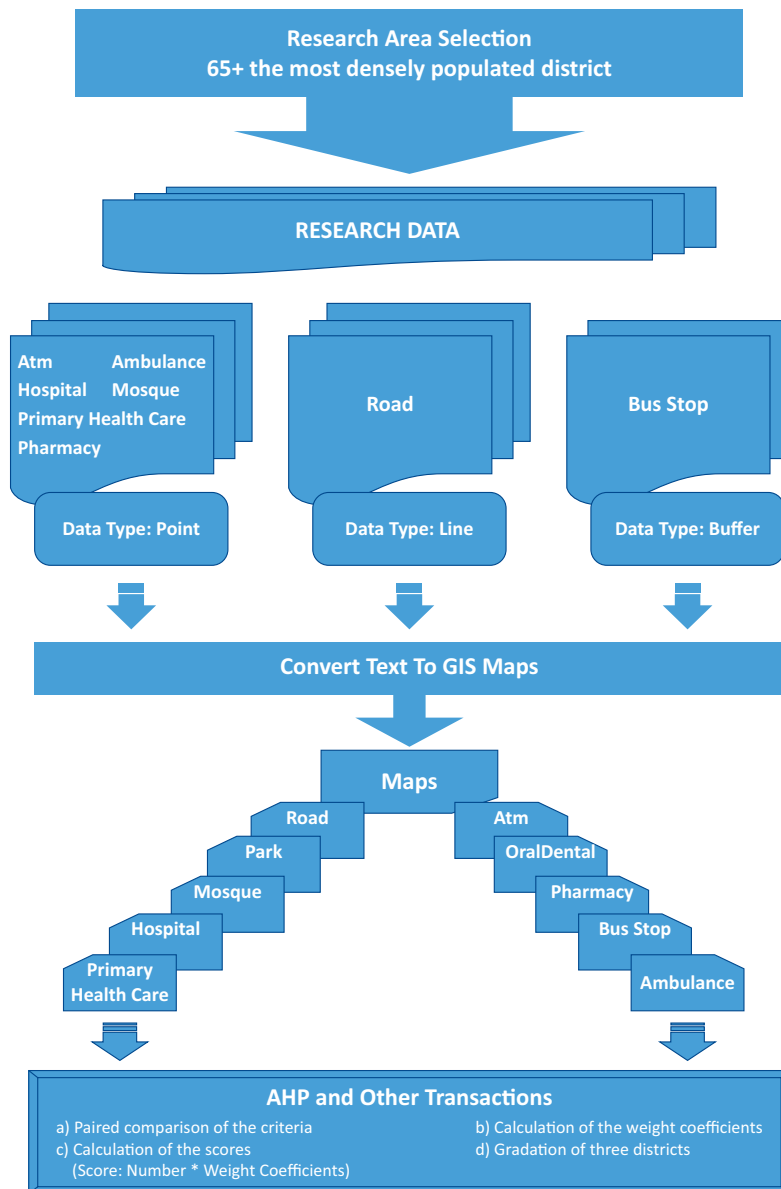 Research Area Selection
65+ the most densely populated district
RESEARCH DATA
Atm Ambulance
Hospital Mosque
Primary Health Care
Pharmacy
Data Type: Point
Road
Data Type: Line
Bus Stop
Data Type: Buffer
Convert Text To GIS Maps
Maps
Road
Park
Mosque
Hospital
Primary
Health Care
Atm
OralDental
Pharmacy
Bus Stop
Ambulance
AHP and Other Transactions
a) Paired comparison of the criteria
b) Calculation of the weight coefficients
c) Calculation of the scores
(Score: Number * Weight Coefficients)
d) Gradation of three districts